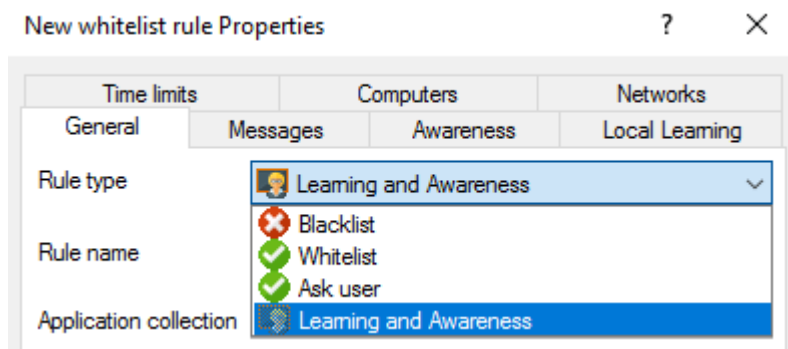 New whitelist rule Properties ? ×
Time limits Computers Networks
General Messages Awareness Local Learning
Rule type Learning and Awareness
Blacklist
Rule name Whitelist
Ask user
Application collection Learning and Awareness